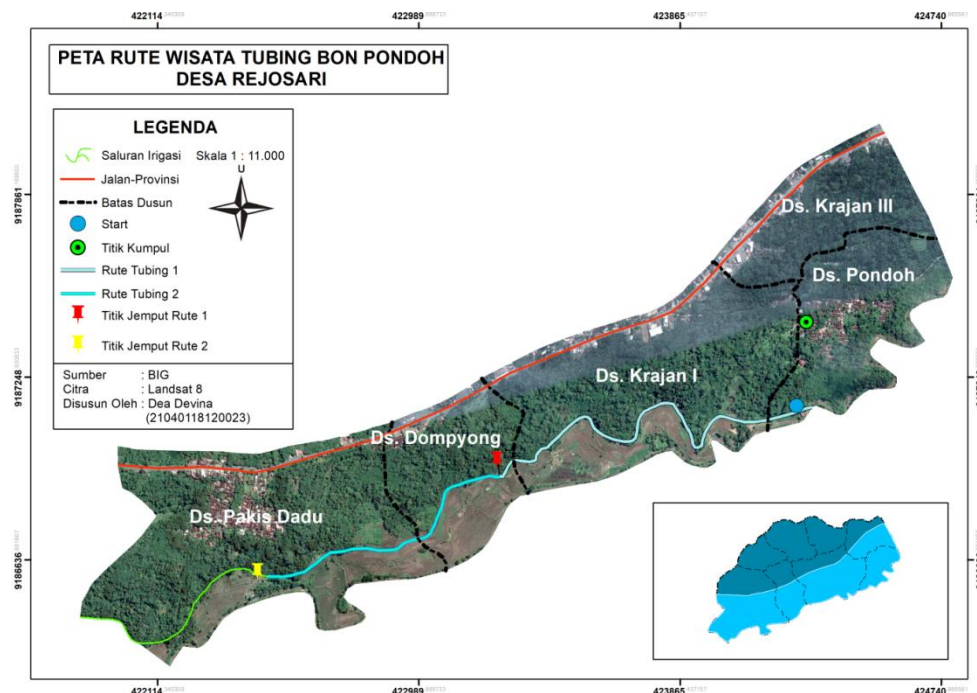 422114
422989
423865
424740
PETA RUTE WISATA TUBING BON PONDOH
DESA REJOSARI
LEGENDA
Saluran Irigasi
Skala 1 : 11.000
Jalan-Provinsi
U
Batas Dusun
Start
Titik Kumpul
Rute Tubing 1
Rute Tubing 2
Titik Jemput Rute 1
Titik Jemput Rute 2
Sumber : BIG
Citra : Landsat 8
Disusun Oleh : Dea Devina
(21040118120023)
9187861
9187248
9186636
Ds. Krajan III
Ds. Pondoh
Ds. Krajan I
Ds. Dompyong
Ds. Pakis Dadu
9187248
9186636
422114
422989
423865
424740